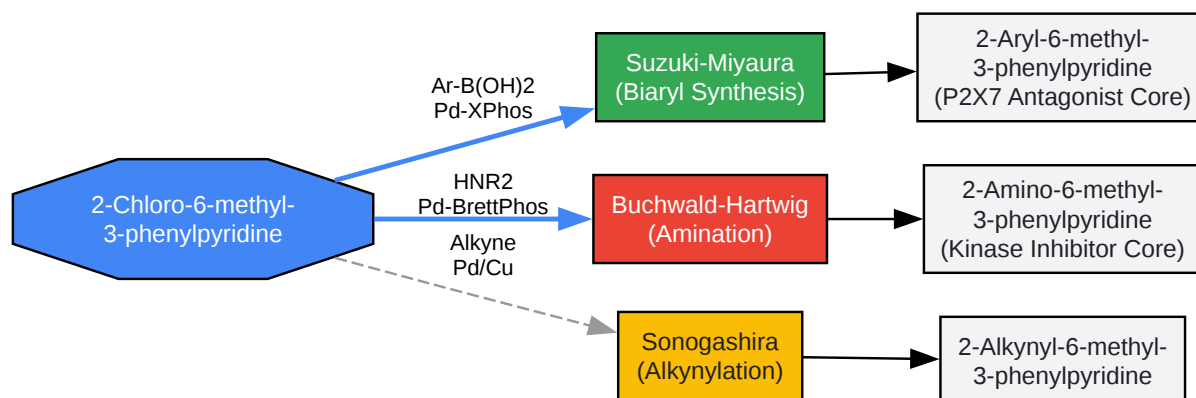 2-Chloro-6-methyl-
3-phenylpyridine
Ar-B(OH)2
Pd-XPhos
HNR2
Pd-BrettPhos
Alkyne
Pd/Cu
Suzuki-Miyaura
(Biaryl Synthesis)
Buchwald-Hartwig
(Amination)
Sonogashira
(Alkynylation)
2-Aryl-6-methyl-
3-phenylpyridine
(P2X7 Antagonist Core)
2-Amino-6-methyl-
3-phenylpyridine
(Kinase Inhibitor Core)
2-Alkynyl-6-methyl-
3-phenylpyridine